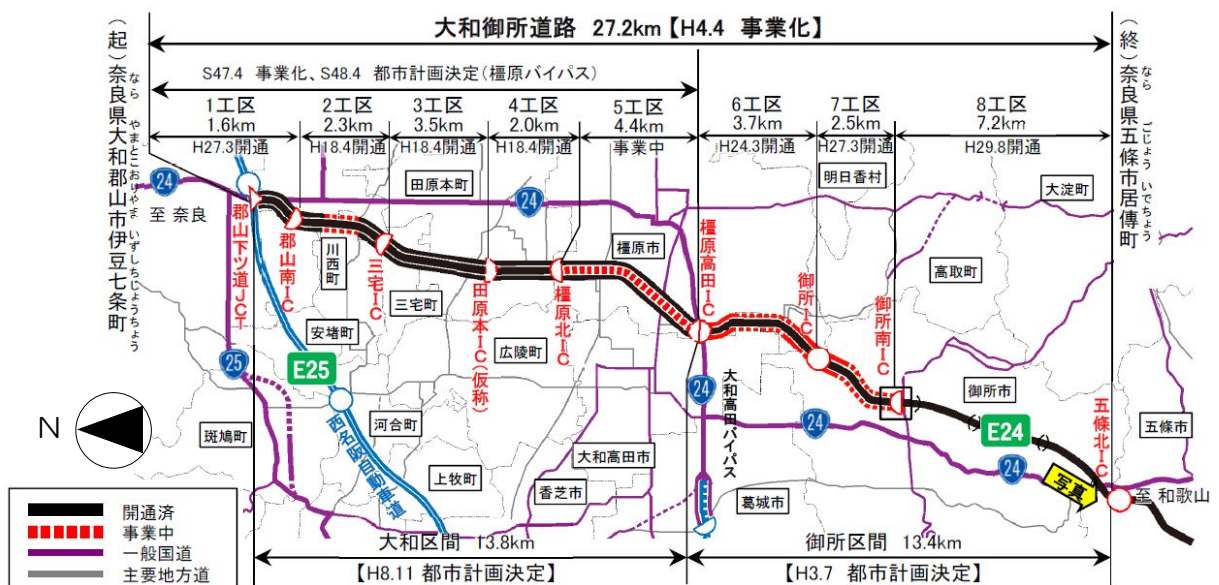 大和御所道路 27.2km【H4.4 事業化】
（起）奈良県大和郡山市伊豆七条町
なら やまとこおりやま いずしちじょうちょう
（終）奈良県五條市居傳町
なら ごじょう いでちょう
S47.4 事業化、S48.4 都市計画決定（橿原バイパス）
1工区
1.6km
H27.3開通
2工区
2.3km
H18.4開通
3工区
3.5km
H18.4開通
4工区
2.0km
H18.4開通
5工区
4.4km
事業中
6工区
3.7km
H24.3開通
7工区
2.5km
H27.3開通
8工区
7.2km
H29.8開通
24
至 奈良
田原本町
24
明日香村
大淀町
郡山下ツ道JCT
郡山南IC
川西町
三宅IC
三宅町
田原本IC(仮称)
橿原北IC
橿原市
橿原高田IC
御所IC
御所南IC
高取町
安堵町
広陵町
25
E25
24
大和高田バイパス
御所市
E24
五條北IC
五條市
N
斑鳩町
河合町
西名阪自動車道
上牧町
香芝市
大和高田市
葛城市
24
24
写真
至 和歌山
開通済
事業中
一般国道
主要地方道
大和区間 13.8km
【H8.11 都市計画決定】
御所区間 13.4km
【H3.7 都市計画決定】